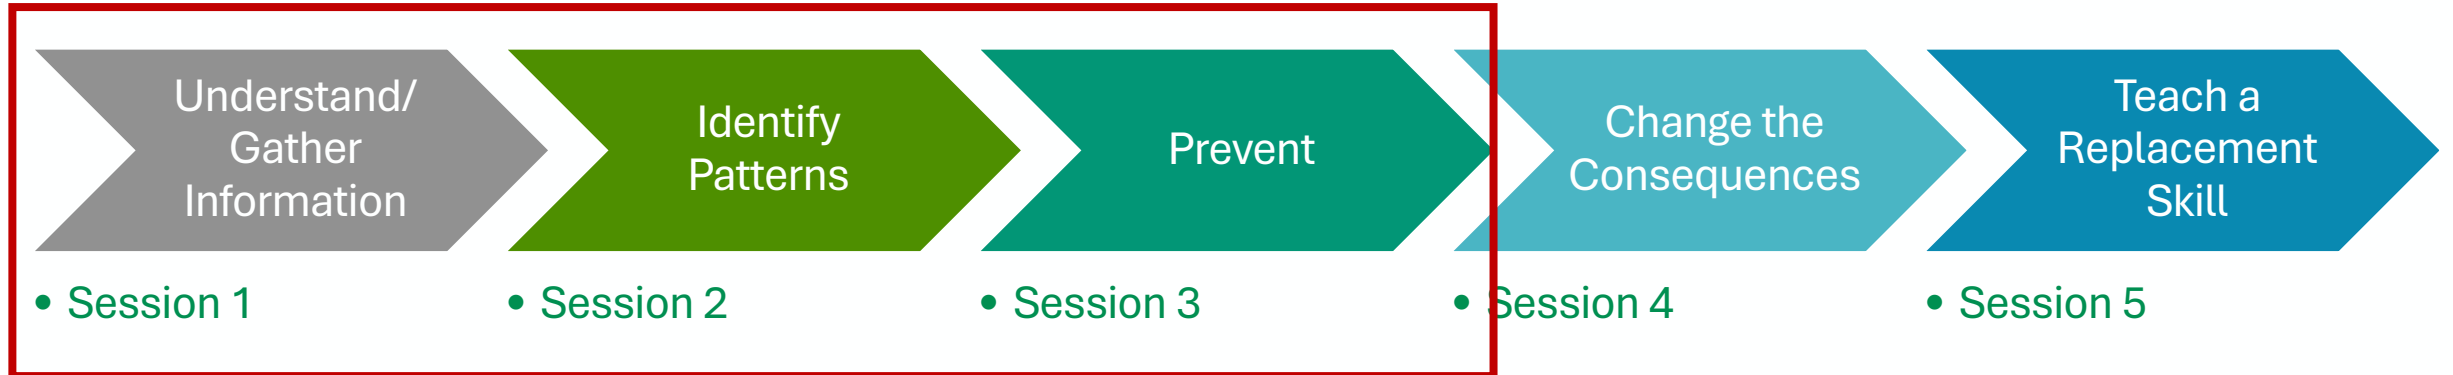 Understand/
Gather
Information
Identify
Patterns
Prevent
Change the
Consequences
Teach a
Replacement
Skill
• Session 1
• Session 2
• Session 3
• Session 4
• Session 5